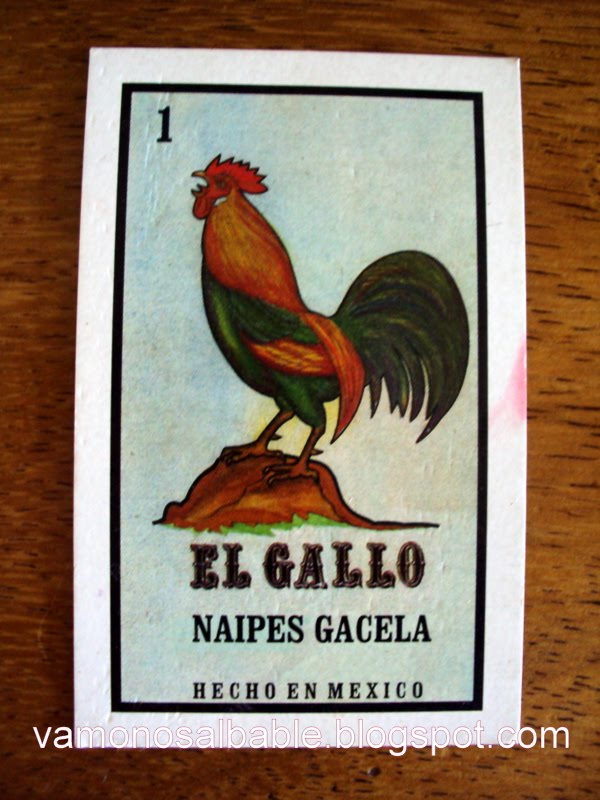 1
EL GALLO
NAIPES GACELA
HECHO EN MEXICO
vamonosalbable.blogspot.com